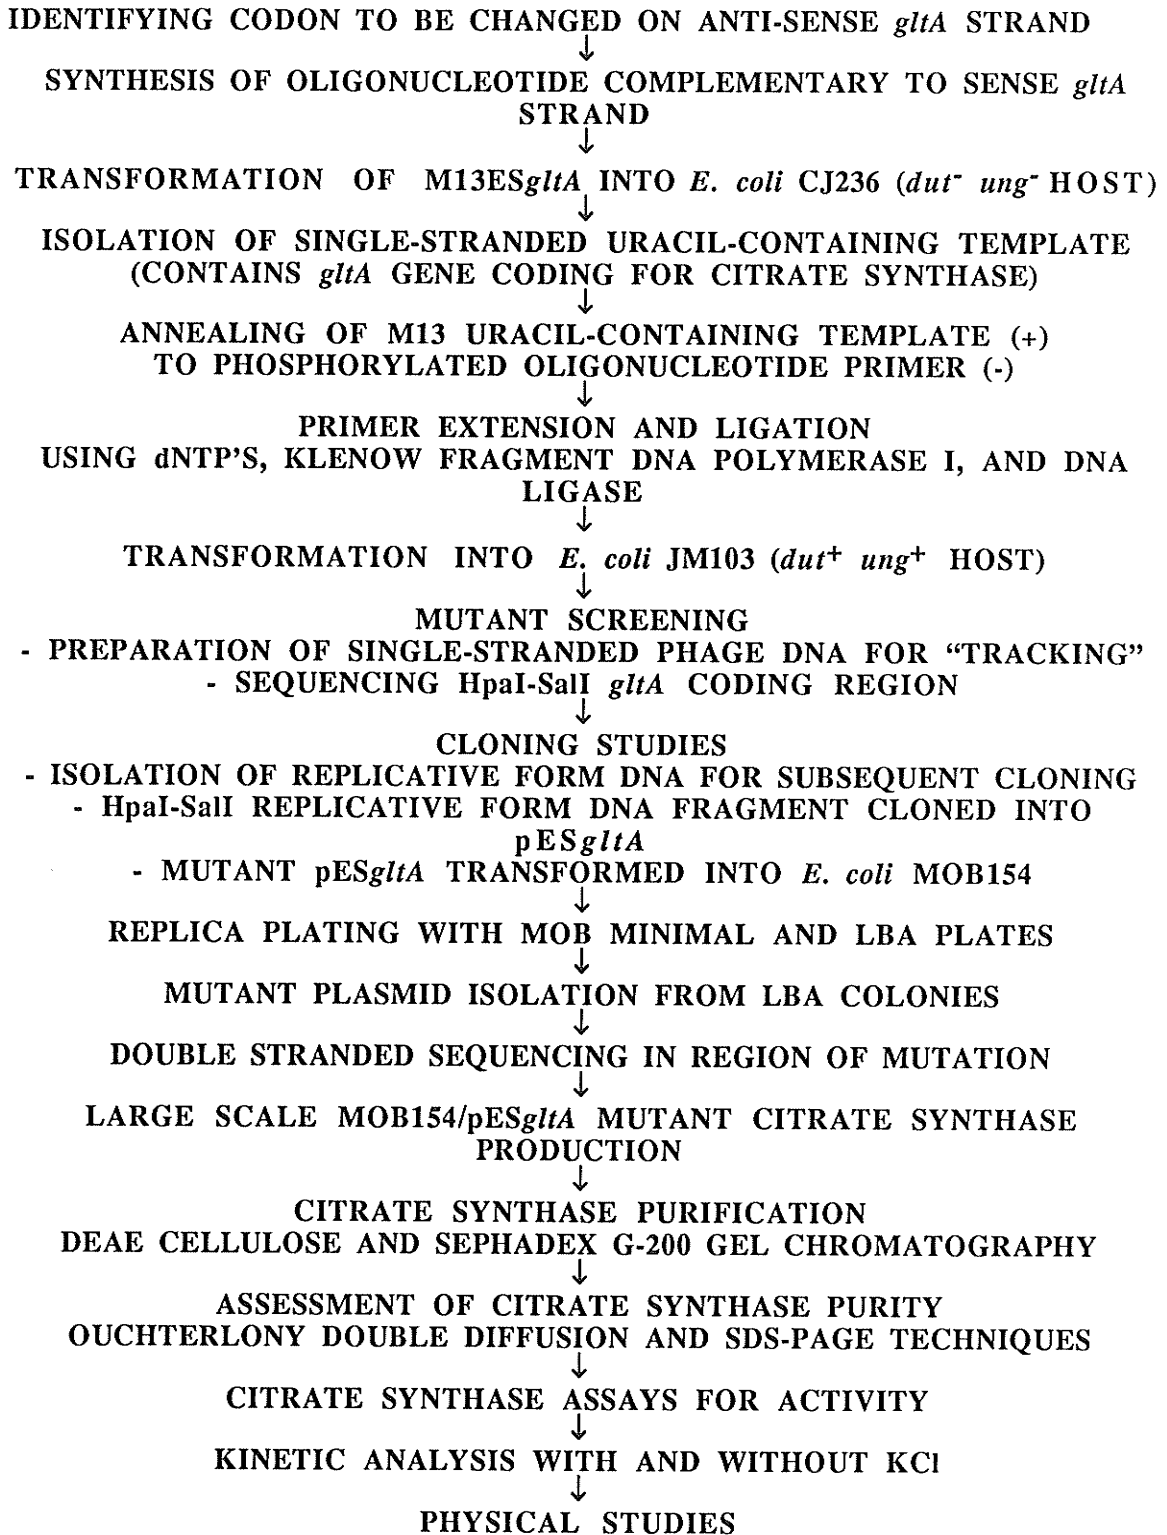 IDENTIFYING CODON TO BE CHANGED ON ANTI-SENSE gltA STRAND
↓
SYNTHESIS OF OLIGONUCLEOTIDE COMPLEMENTARY TO SENSE gltA
STRAND
↓
TRANSFORMATION OF M13ESgltA INTO E. coli CJ236 (dut- ung- HOST)
↓
ISOLATION OF SINGLE-STRANDED URACIL-CONTAINING TEMPLATE
(CONTAINS gltA GENE CODING FOR CITRATE SYNTHASE)
↓
ANNEALING OF M13 URACIL-CONTAINING TEMPLATE (+)
TO PHOSPHORYLATED OLIGONUCLEOTIDE PRIMER (-)
↓
PRIMER EXTENSION AND LIGATION
USING dNTP'S, KLENOW FRAGMENT DNA POLYMERASE I, AND DNA
LIGASE
↓
TRANSFORMATION INTO E. coli JM103 (dut+ ung+ HOST)
↓
MUTANT SCREENING
- PREPARATION OF SINGLE-STRANDED PHAGE DNA FOR “TRACKING”
- SEQUENCING HpaI-SalI gltA CODING REGION
↓
CLONING STUDIES
- ISOLATION OF REPLICATIVE FORM DNA FOR SUBSEQUENT CLONING
- HpaI-SalI REPLICATIVE FORM DNA FRAGMENT CLONED INTO
pESgltA
- MUTANT pESgltA TRANSFORMED INTO E. coli MOB154
↓
REPLICA PLATING WITH MOB MINIMAL AND LBA PLATES
↓
MUTANT PLASMID ISOLATION FROM LBA COLONIES
↓
DOUBLE STRANDED SEQUENCING IN REGION OF MUTATION
↓
LARGE SCALE MOB154/pESgltA MUTANT CITRATE SYNTHASE
PRODUCTION
↓
CITRATE SYNTHASE PURIFICATION
DEAE CELLULOSE AND SEPHADEX G-200 GEL CHROMATOGRAPHY
↓
ASSESSMENT OF CITRATE SYNTHASE PURITY
OUCHTERLONY DOUBLE DIFFUSION AND SDS-PAGE TECHNIQUES
↓
CITRATE SYNTHASE ASSAYS FOR ACTIVITY
↓
KINETIC ANALYSIS WITH AND WITHOUT KCl
↓
PHYSICAL STUDIES